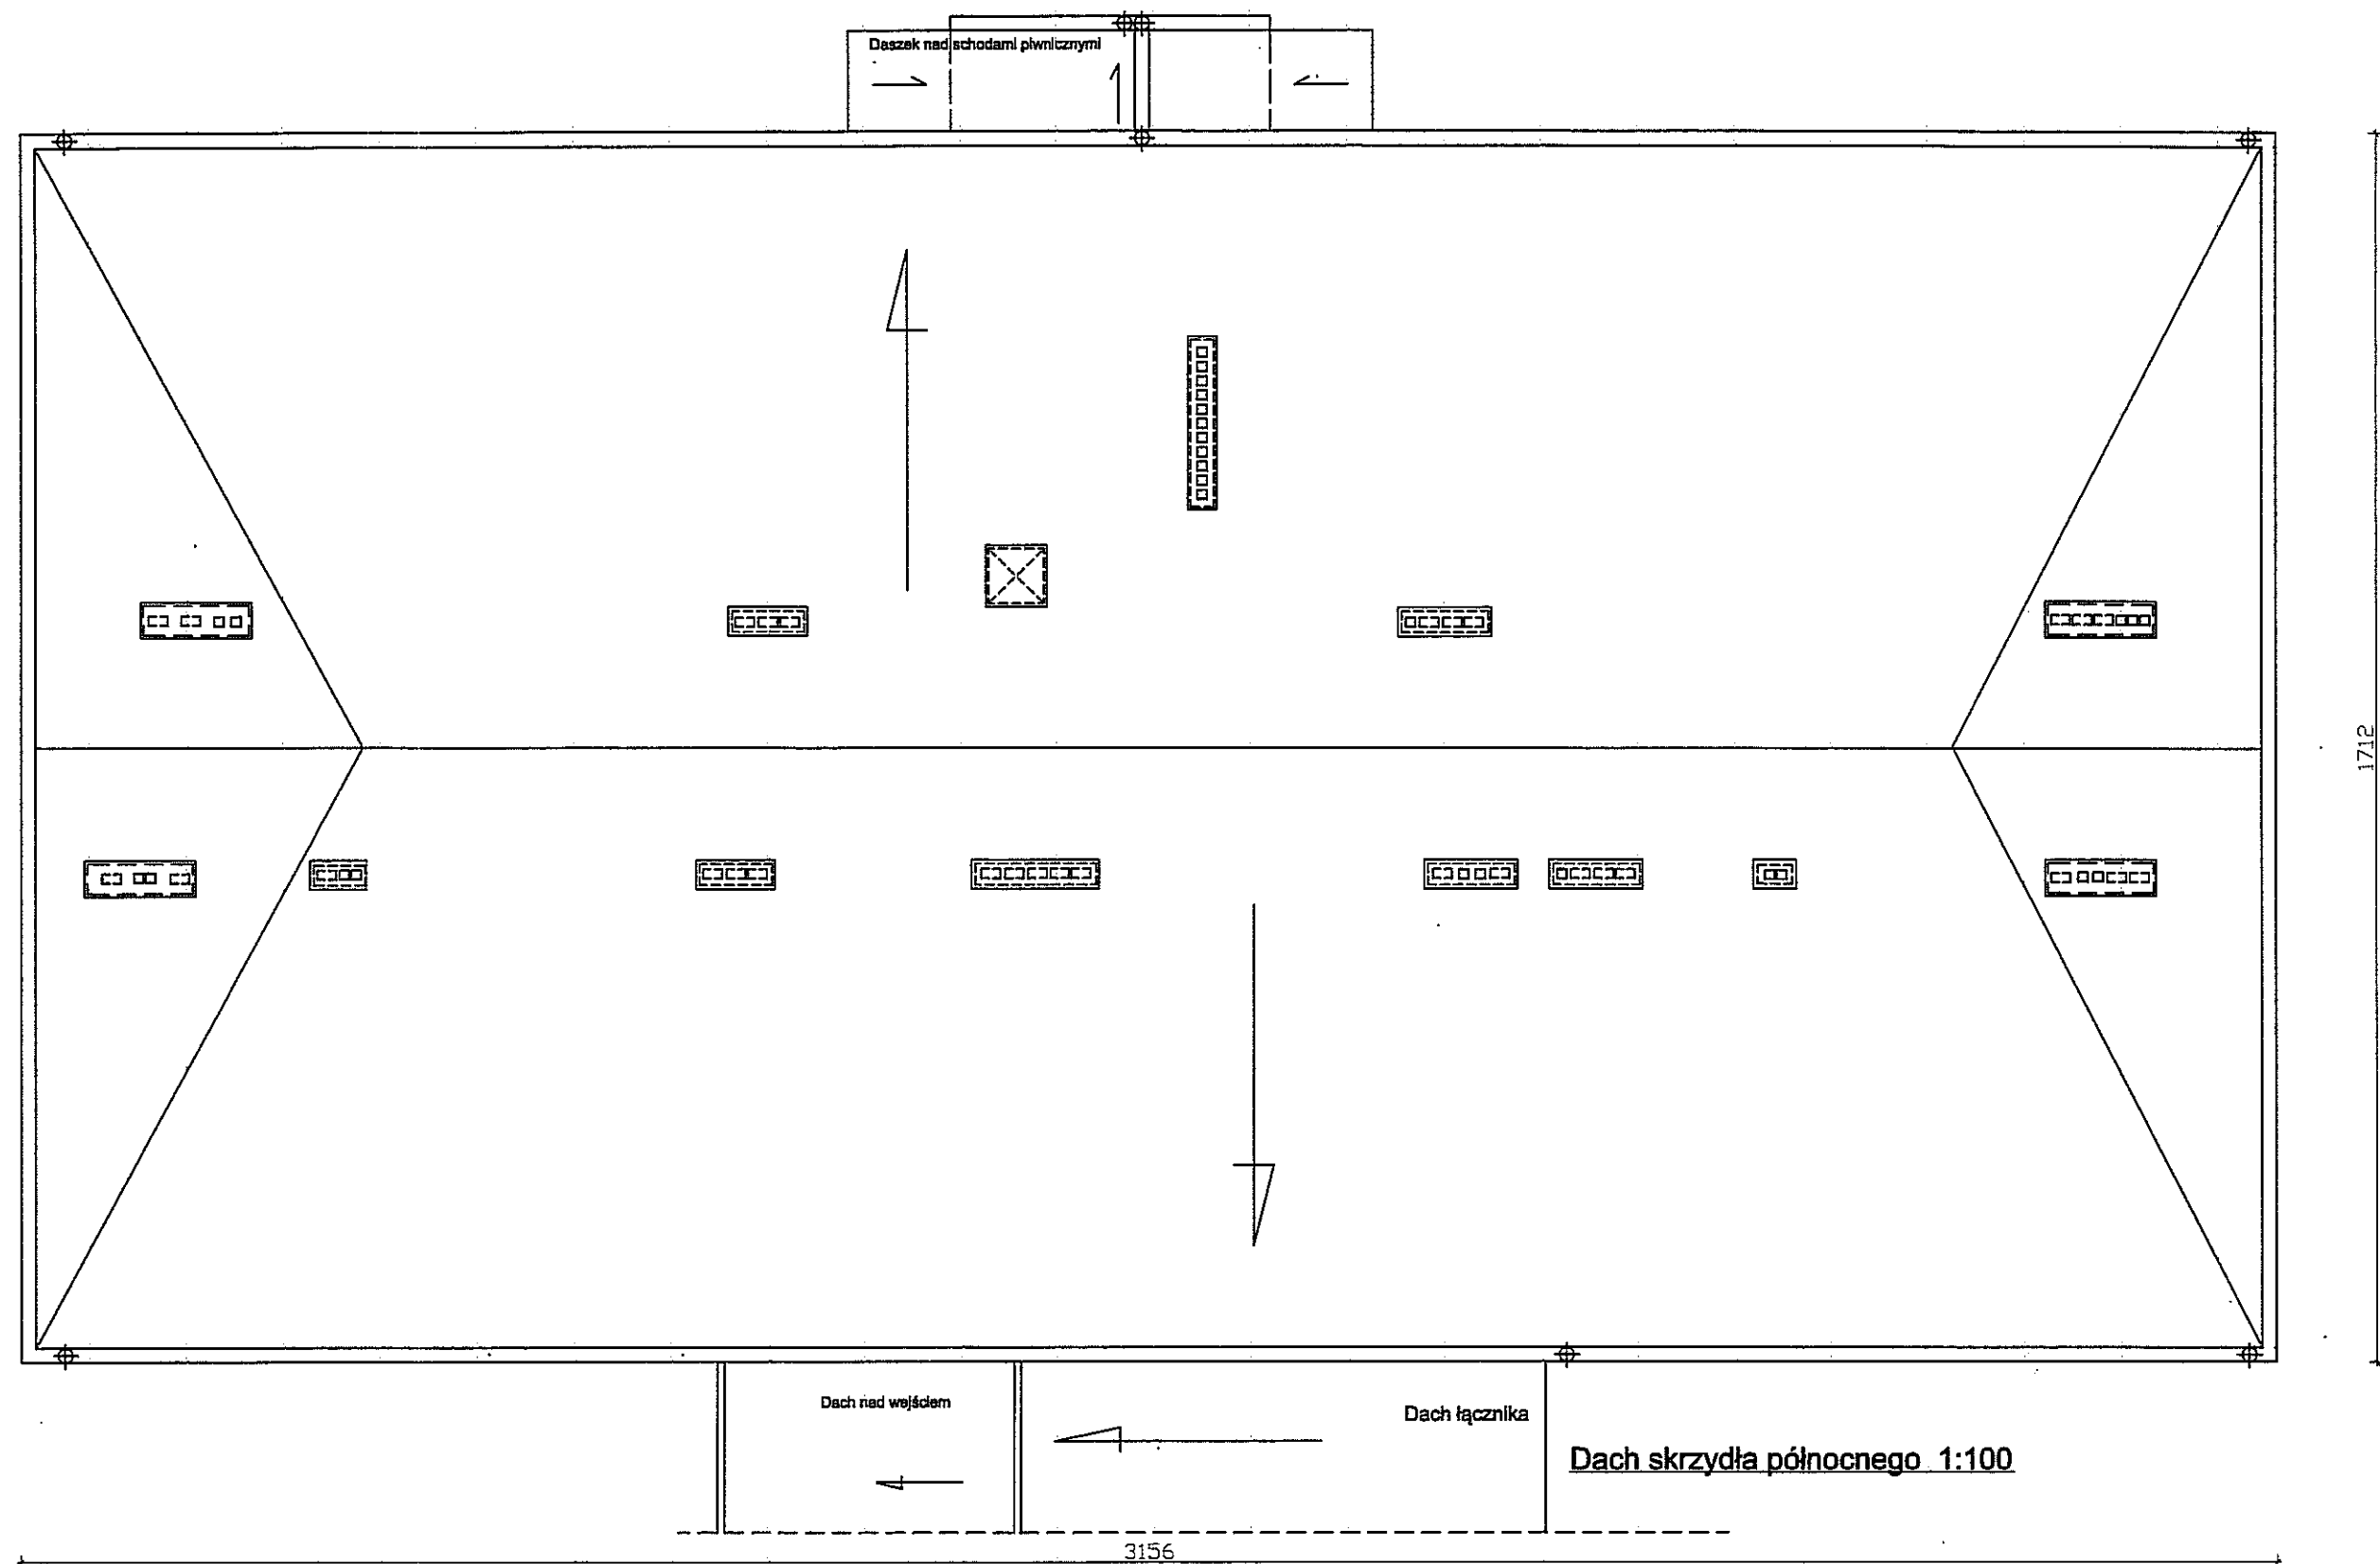 Daszek nad schodami piwnicznymi
1712
Dach nad wejściem
Dach łącznika
Dach skrzydła północnego 1:100
3156